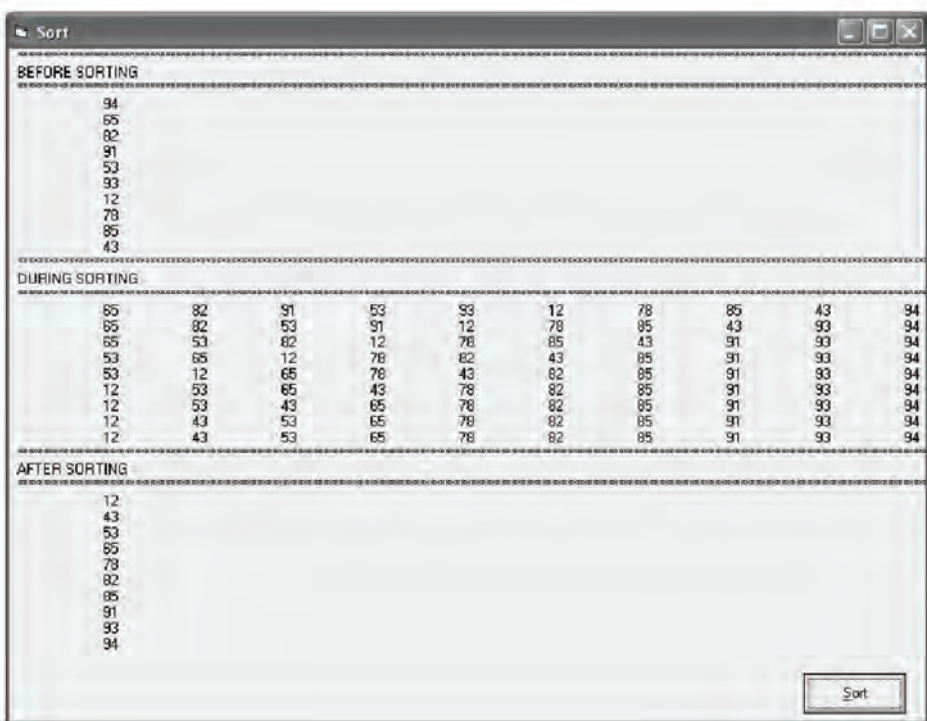 Sort
BEFORE SORTING
94
65
82
91
53
93
12
78
85
43
DURING SORTING
65 82 91 53 93 12 78 85 43 94
65 82 53 91 12 78 85 43 93 94
65 53 82 12 78 85 43 91 93 94
53 65 12 78 82 43 85 91 93 94
53 12 65 78 43 82 85 91 93 94
12 53 65 43 78 82 85 91 93 94
12 53 43 65 78 82 85 91 93 94
12 43 53 65 78 82 85 91 93 94
12 43 53 65 78 82 85 91 93 94
AFTER SORTING
12
43
53
65
78
82
85
91
93
94
Sort